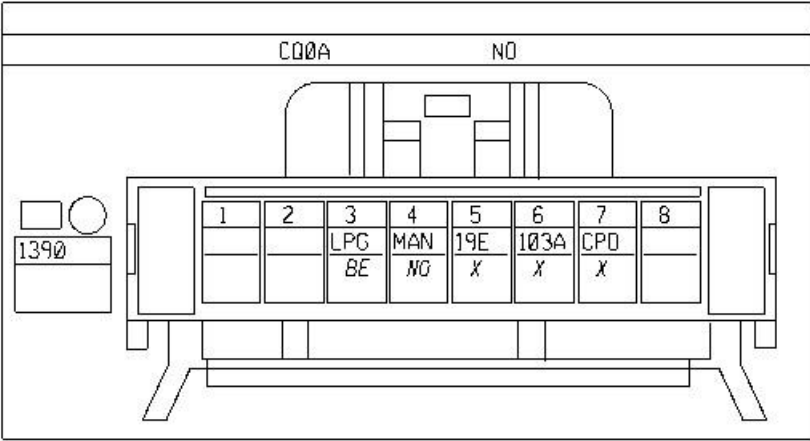 CQ0A NO
1390
1 2 3 4 5 6 7 8
LPG MAN 19E 103A CPD
BE NO X X X